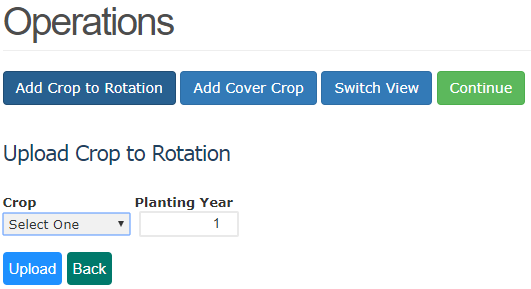 Operations
Add Crop to Rotation Add Cover Crop Switch View Continue
Upload Crop to Rotation
Crop Planting Year
Select One 1
Upload Back